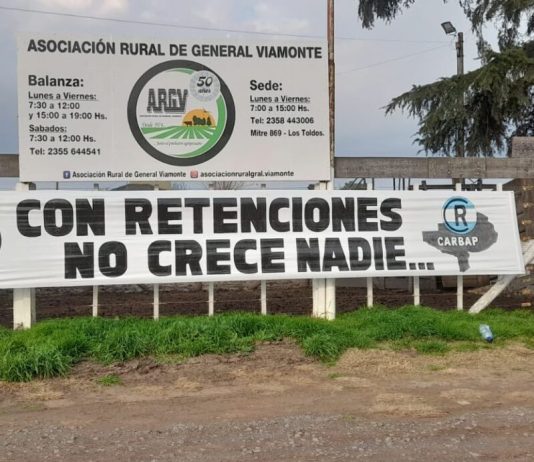 ASOCIACIÓN RURAL DE GENERAL VIAMONTE
Balanza:
Lunes a Viernes:
7:30 a 12:00
y 15:00 a 19:00 Hs.
Sabados:
7:30 a 12:00 Hs.
Tel: 2355 644541
50
AÑOS
ARGV
Sede:
Lunes a Viernes:
7:00 a 15:00 Hs.
Tel: 2358 443006
Mitre 869 - Los Toldos
Asociación Rural de General Viamonte
asociacionruralgral.viamonte
CON RETENCIONES
NO CRECE NADIE...
CR
CARBAP